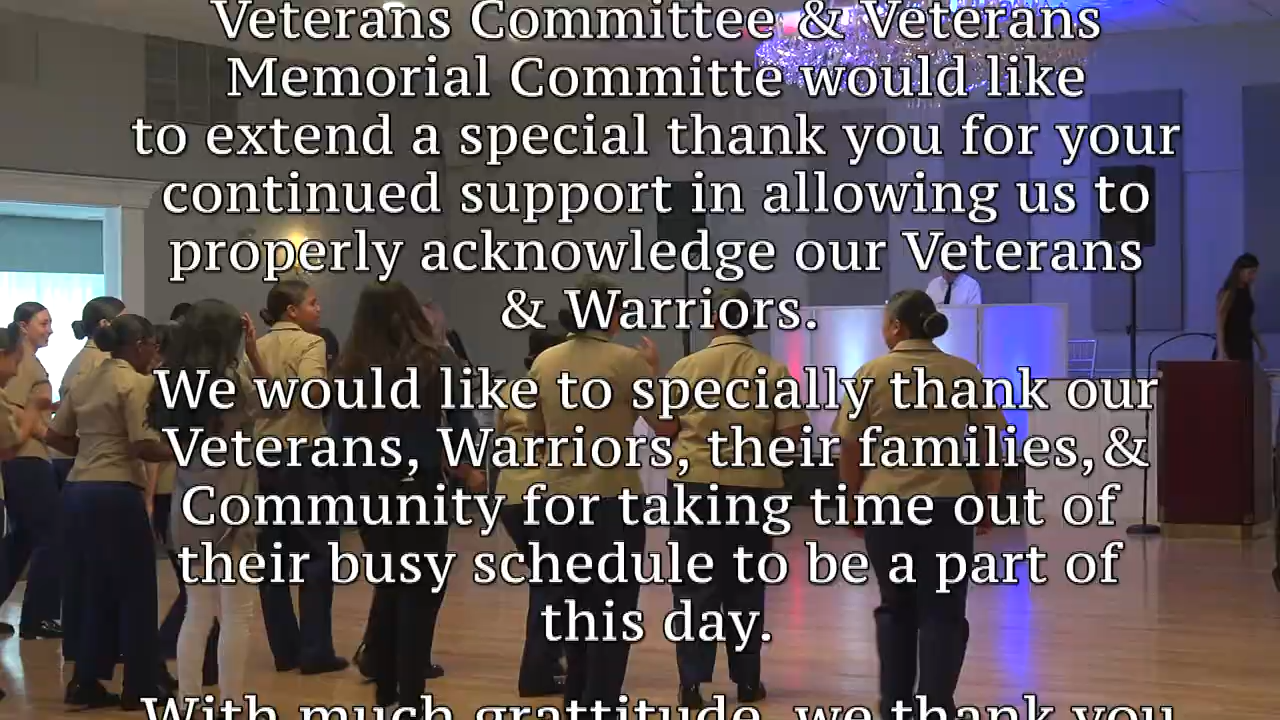 Veterans Committee & Veterans
Memorial Committe would like
to extend a special thank you for your
continued support in allowing us to
properly acknowledge our Veterans
& Warriors.
We would like to specially thank our
Veterans, Warriors, their families,&
Community for taking time out of
their busy schedule to be a part of
this day.
With much grattitude, we thank you